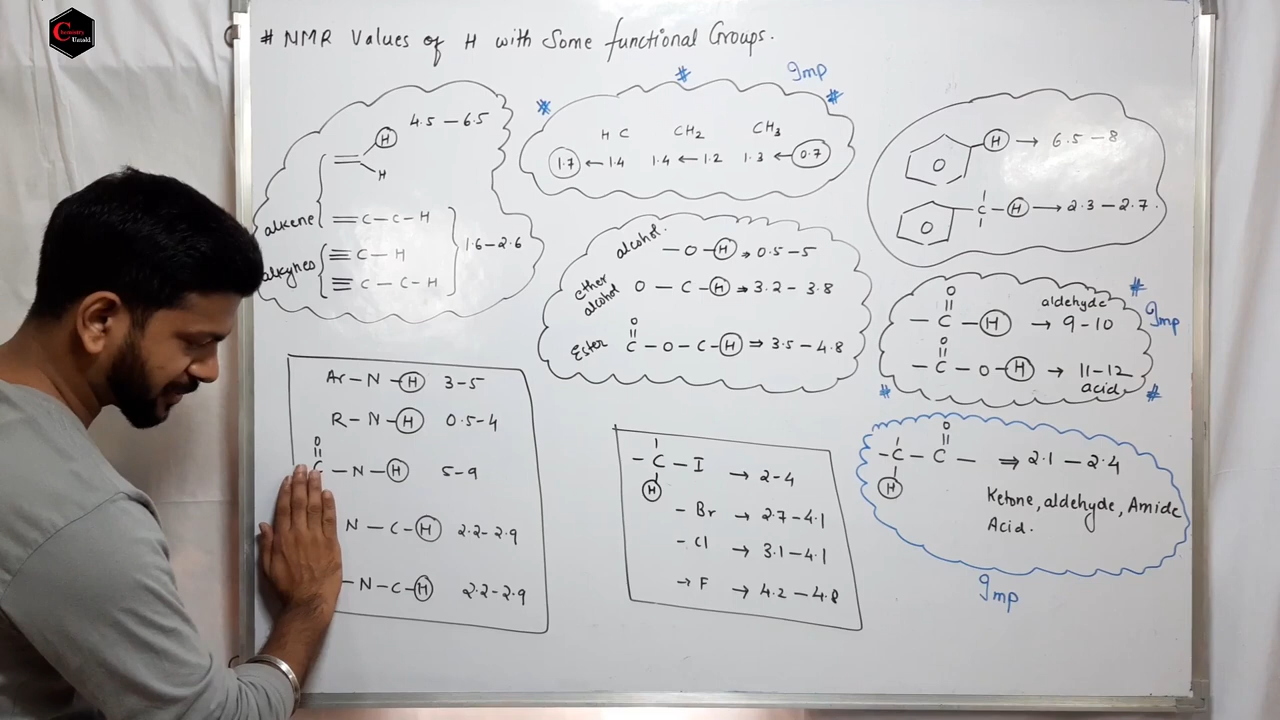 Chemistry
Untold
# NMR Values of H with Some functional Groups.
4.5 – 6.5
H
H
alkene
= C – C – H
alkynes
≡ C – H
≡ C – C – H
1.6 – 2.6
Imp
# # #
HC CH2 CH3
1.7 ← 1.4 1.4 ← 1.2 1.3 ← 0.7
H → 6.5 – 8
– C – H → 2.3 – 2.7.
alcohol.
– O – H ⇒ 0.5 – 5
ether
alcohol
O – C – H ⇒ 3.2 – 3.8
Ester
O
C – O – C – H ⇒ 3.5 – 4.8
O
aldehyde
– C – H → 9 – 10
O
– C – O – H → 11 – 12
acid
Imp
# # #
Ar – N – H 3 – 5
R – N – H 0.5 – 4
O
C – N – H 5 – 9
N – C – H 2.2 – 2.9
– N – C – H 2.2 – 2.9
– C – I → 2 – 4
H
– Br → 2.7 – 4.1
– Cl → 3.1 – 4.1
→ F → 4.2 – 4.8
O
– C – C – ⇒ 2.1 – 2.4
H
Ketone, aldehyde, Amide
Acid.
Imp